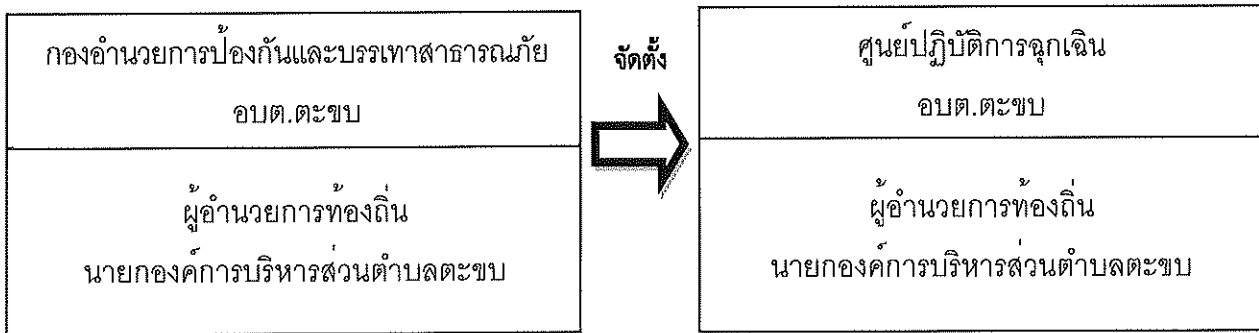 กองอำนวยการป้องกันและบรรเทาสาธารณภัย
อบต.ตะขบ
ผู้อำนวยการท้องถิ่น
นายกองค์การบริหารส่วนตำบลตะขบ
จัดตั้ง
ศูนย์ปฏิบัติการฉุกเฉิน
อบต.ตะขบ
ผู้อำนวยการท้องถิ่น
นายกองค์การบริหารส่วนตำบลตะขบ